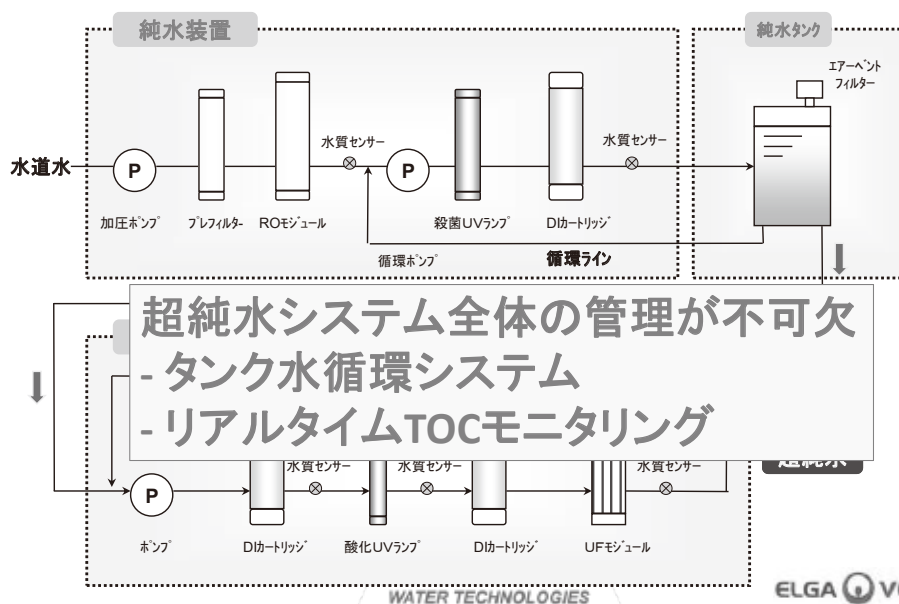 純水装置
純水タンク
エアーベント
フィルター
水質センサー
水質センサー
水道水
P
P
加圧ポンプ
プレフィルター
ROモジュール
殺菌UVランプ
DIカートリッジ
循環ポンプ
循環ライン
超純水システム全体の管理が不可欠
- タンク水循環システム
- リアルタイムTOCモニタリング
水質センサー
水質センサー
水質センサー
超純水
P
ポンプ
DIカートリッジ
酸化UVランプ
DIカートリッジ
UFモジュール
WATER TECHNOLOGIES
ELGA